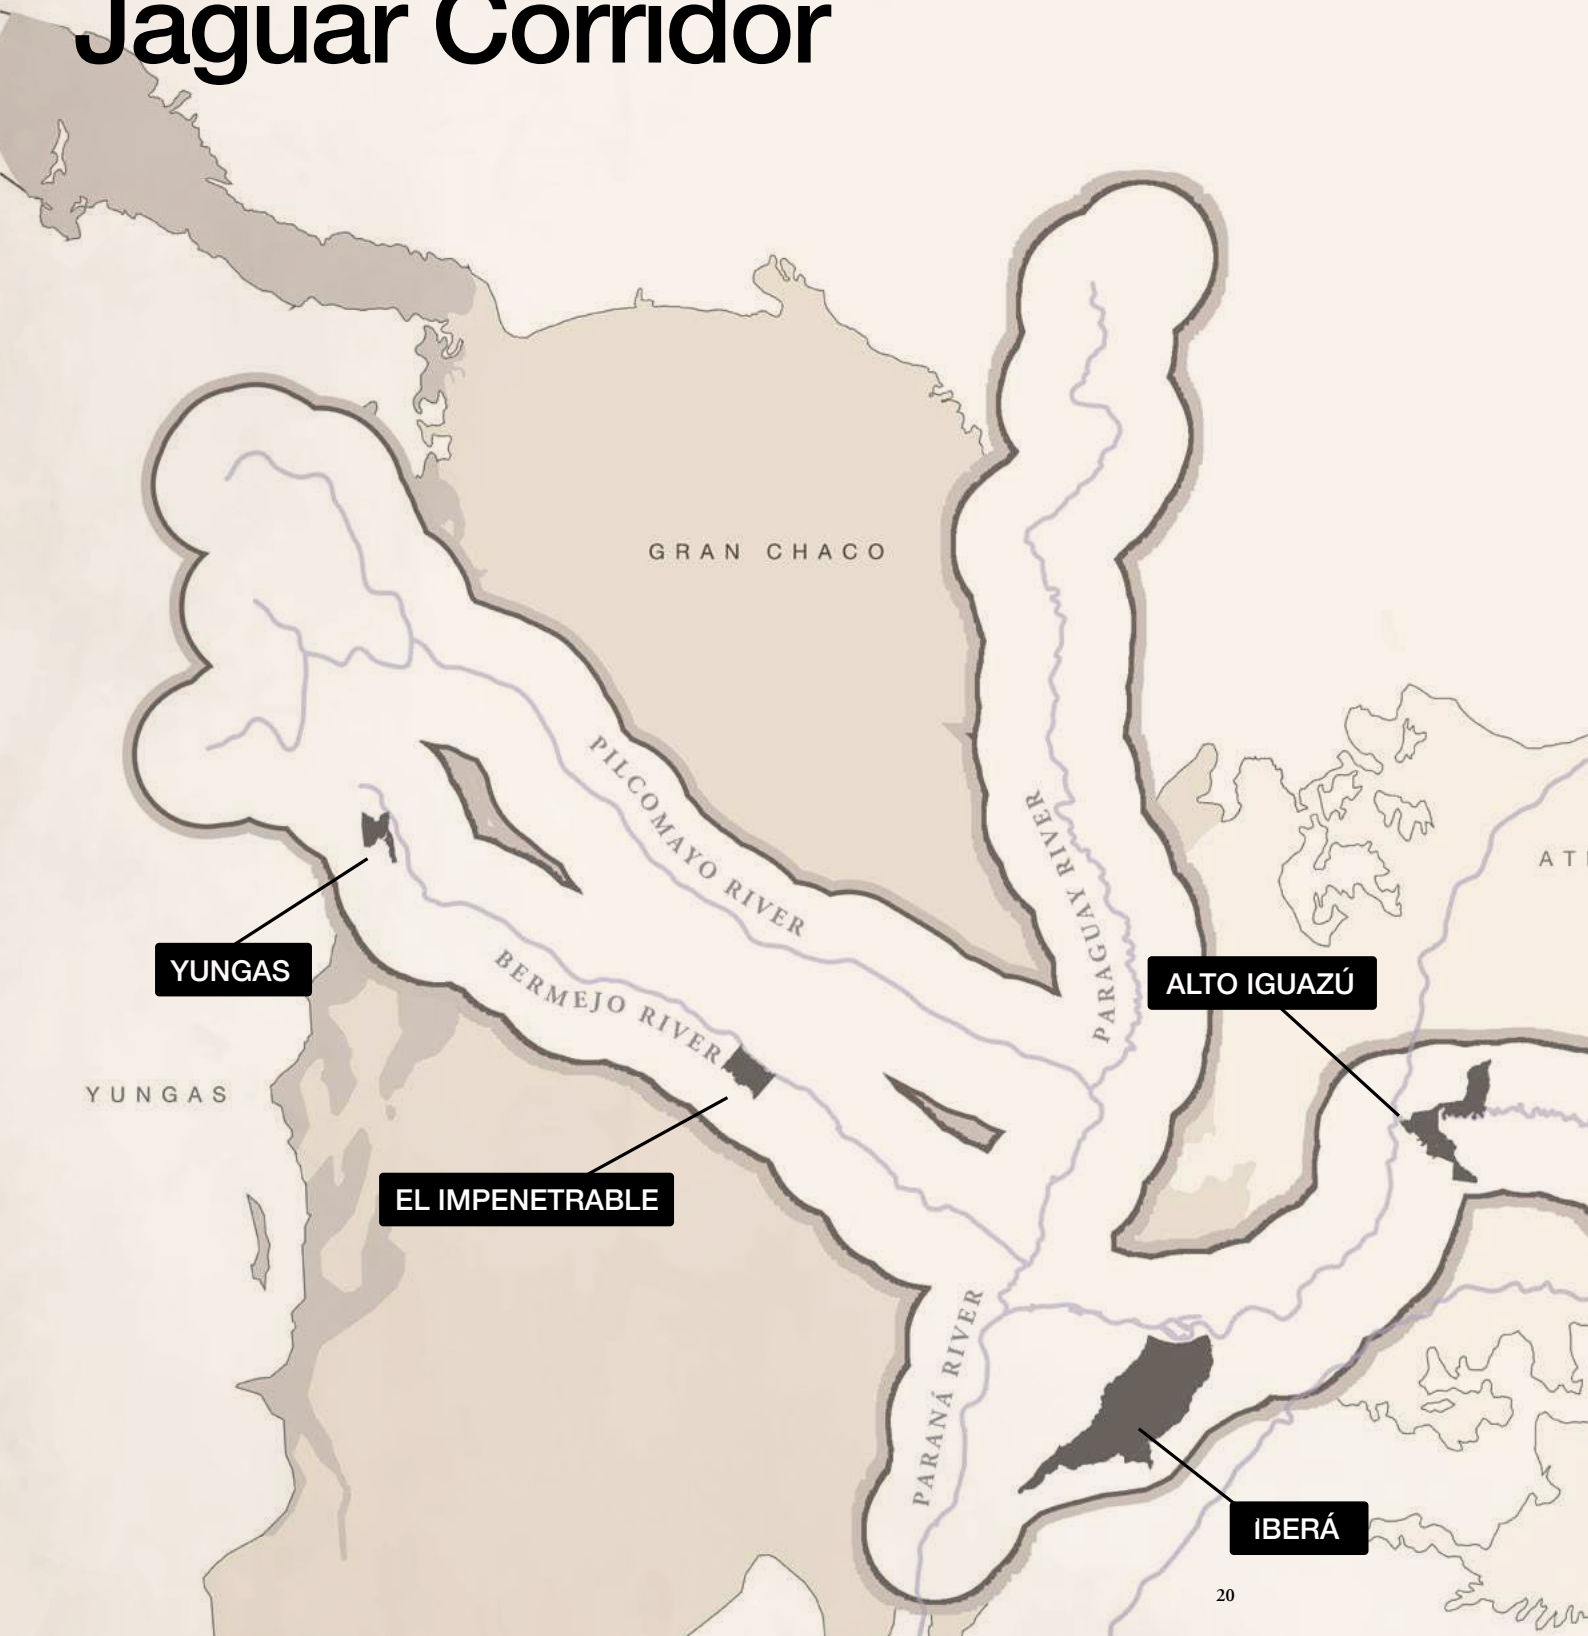 Jaguar Corridor
GRAN CHACO
PILCOMAYO RIVER
PARAGUAY RIVER
YUNGAS
BERMEJO RIVER
ALTO IGUAZÚ
YUNGAS
EL IMPENETRABLE
PARANÁ RIVER
IBERÁ
20